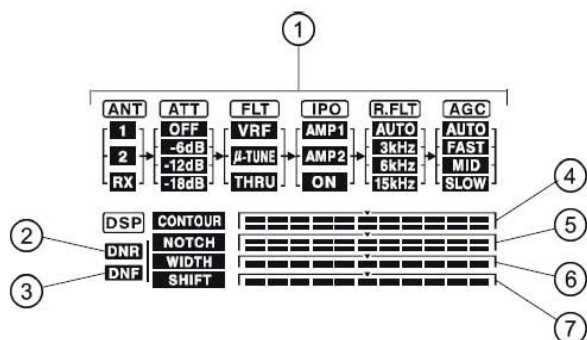 1
ANT ATT FLT IPO R.FLT AGC
1 OFF VRF AMP1 AUTO AUTO
2 -6dB μ-TUNE AMP2 3kHz FAST
RX -12dB THRU ON 6kHz MID
-18dB 15kHz SLOW
4
DSP CONTOUR
5
2 DNR NOTCH
WIDTH
6
3 DNF SHIFT
7